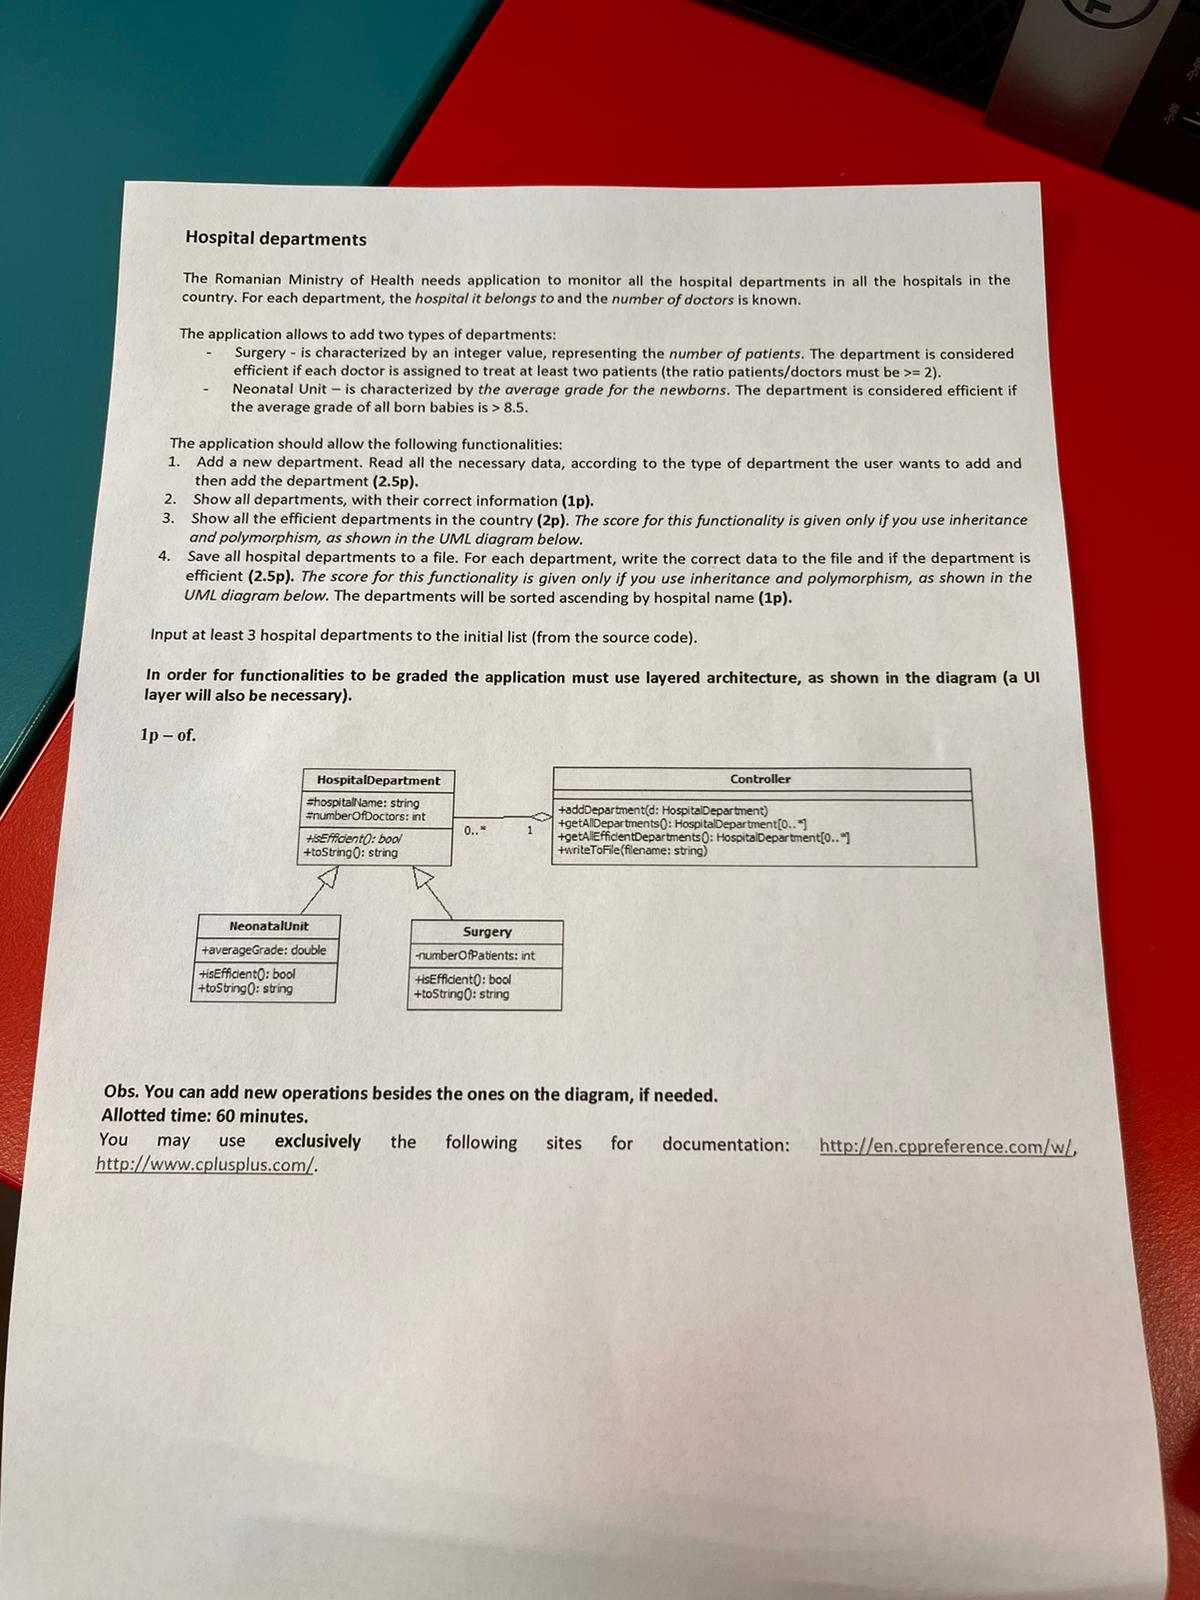 Hospital departments
The Romanian Ministry of Health needs application to monitor all the hospital departments in all the hospitals in the
country. For each department, the hospital it belongs to and the number of doctors is known.
The application allows to add two types of departments:
- Surgery - is characterized by an integer value, representing the number of patients. The department is considered
efficient if each doctor is assigned to treat at least two patients (the ratio patients/doctors must be >= 2).
- Neonatal Unit – is characterized by the average grade for the newborns. The department is considered efficient if
the average grade of all born babies is > 8.5.
The application should allow the following functionalities:
1. Add a new department. Read all the necessary data, according to the type of department the user wants to add and
then add the department (2.5p).
2. Show all departments, with their correct information (1p).
3. Show all the efficient departments in the country (2p). The score for this functionality is given only if you use inheritance
and polymorphism, as shown in the UML diagram below.
4. Save all hospital departments to a file. For each department, write the correct data to the file and if the department is
efficient (2.5p). The score for this functionality is given only if you use inheritance and polymorphism, as shown in the
UML diagram below. The departments will be sorted ascending by hospital name (1p).
Input at least 3 hospital departments to the initial list (from the source code).
In order for functionalities to be graded the application must use layered architecture, as shown in the diagram (a UI
layer will also be necessary).
1p – of.
HospitalDepartment
#hospitalName: string
#numberOfDoctors: int
+isEfficient(): bool
+toString(): string
0..*
1
Controller
+addDepartment(d: HospitalDepartment)
+getAllDepartments(): HospitalDepartment[0..*]
+getAllEfficientDepartments(): HospitalDepartment[0..*]
+writeToFile(filename: string)
NeonatalUnit
+averageGrade: double
+isEfficient(): bool
+toString(): string
Surgery
-numberOfPatients: int
+isEfficient(): bool
+toString(): string
Obs. You can add new operations besides the ones on the diagram, if needed.
Allotted time: 60 minutes.
You may use exclusively the following sites for documentation: http://en.cppreference.com/w/,
http://www.cplusplus.com/.